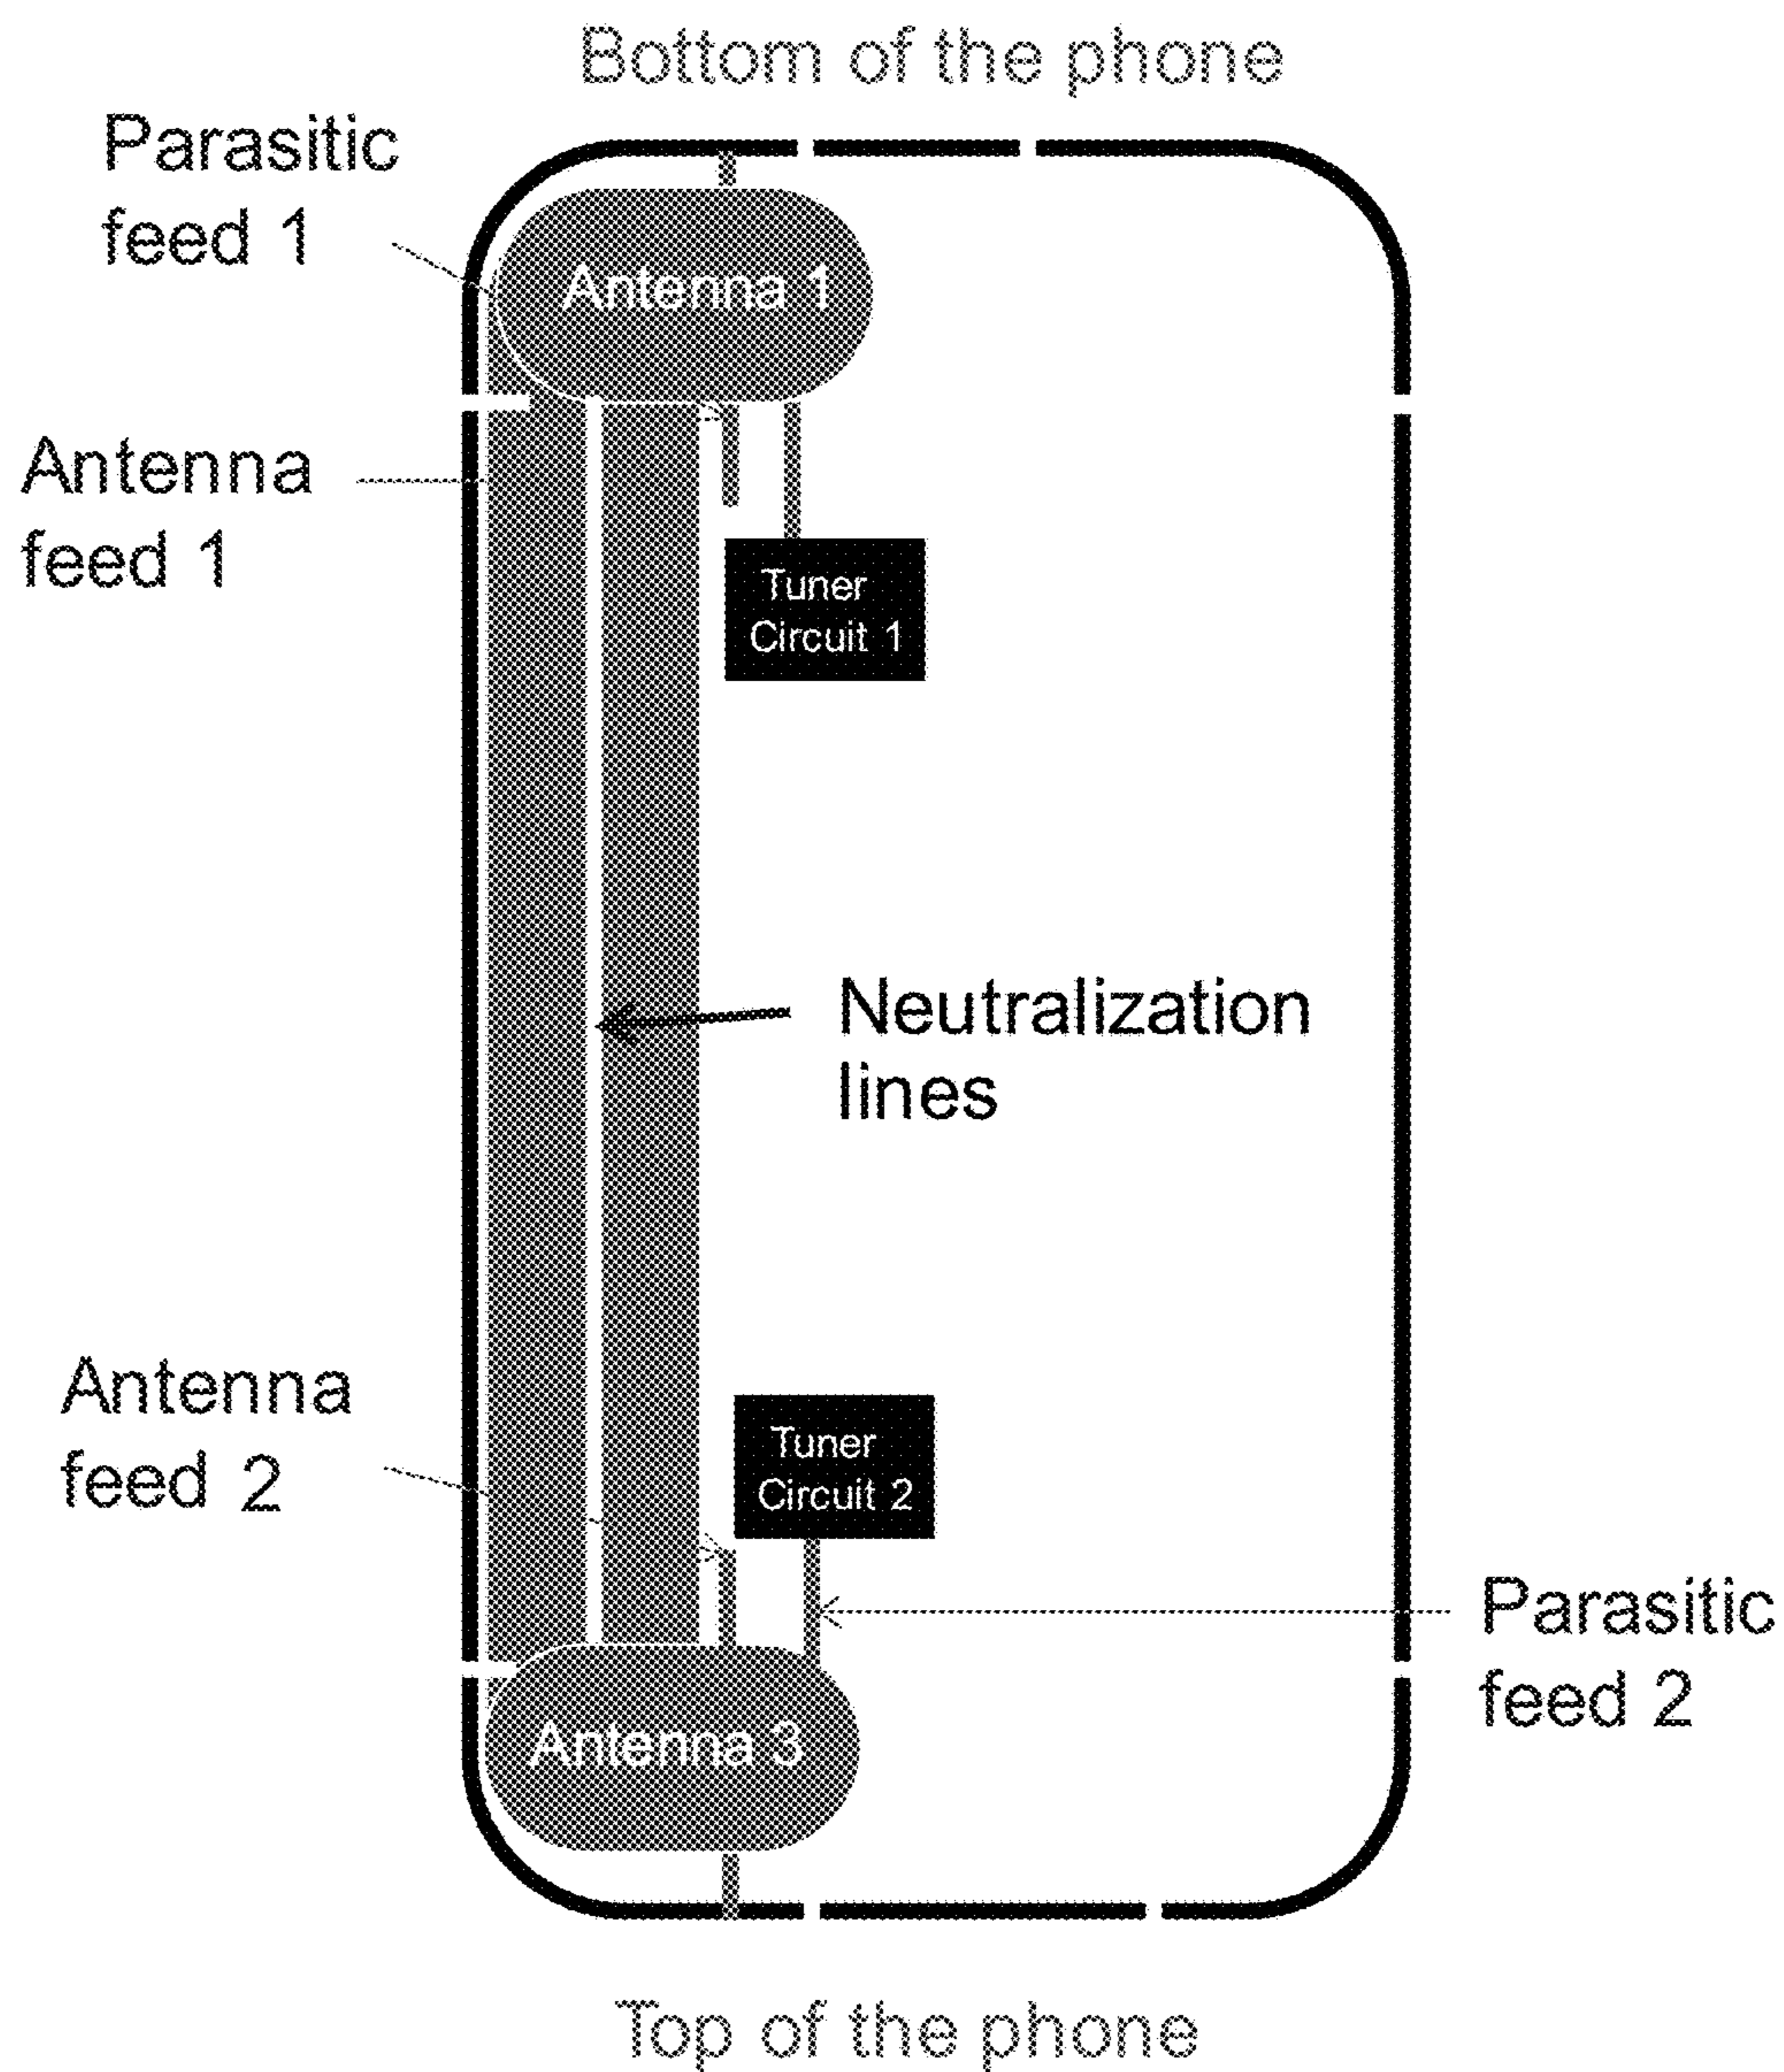 Bottom of the phone
Parasitic
feed 1
Antenna 1
Antenna
feed 1
Tuner
Circuit 1
Neutralization
lines
Antenna
feed 2
Tuner
Circuit 2
Parasitic
feed 2
Antenna 3
Top of the phone